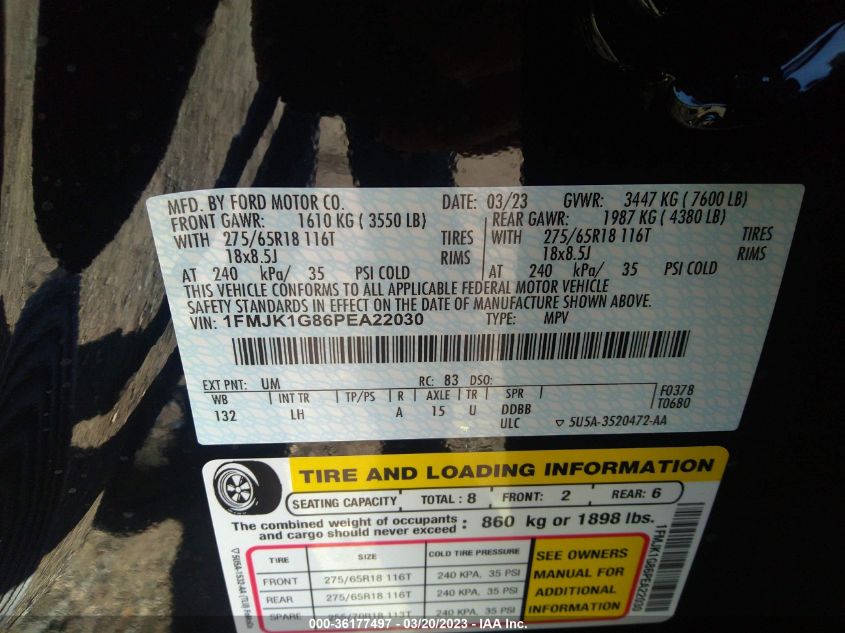 MFD. BY FORD MOTOR CO. DATE: 03/23 GVWR: 3447 KG ( 7600 LB)
FRONT GAWR: 1610 KG ( 3550 LB) REAR GAWR: 1987 KG ( 4380 LB)
WITH 275/65R18 116T TIRES WITH 275/65R18 116T TIRES
18x8.5J RIMS 18x8.5J RIMS
AT 240 kPa/ 35 PSI COLD AT 240 kPa/ 35 PSI COLD
THIS VEHICLE CONFORMS TO ALL APPLICABLE FEDERAL MOTOR VEHICLE
SAFETY STANDARDS IN EFFECT ON THE DATE OF MANUFACTURE SHOWN ABOVE.
VIN: 1FMJK1G86PEA22030 TYPE: MPV
EXT PNT: UM RC: 83 DSO:
WB INT TR TP/PS R AXLE TR SPR F0378
132 LH A 15 U DDBB T0680
ULC ▽ 5U5A-3520472-AA
TIRE AND LOADING INFORMATION
SEATING CAPACITY TOTAL : 8 FRONT: 2 REAR: 6
The combined weight of occupants and cargo should never exceed : 860 kg or 1898 lbs.
TIRE SIZE COLD TIRE PRESSURE
FRONT 275/65R18 116T 240 KPA, 35 PSI
REAR 275/65R18 116T 240 KPA, 35 PSI
SPARE 255/70R18 113T 240 KPA, 35 PSI
SEE OWNERS
MANUAL FOR
ADDITIONAL
INFORMATION
1FMJK1G86PEA22030
000-36177497 - 03/20/2023 - IAA Inc.